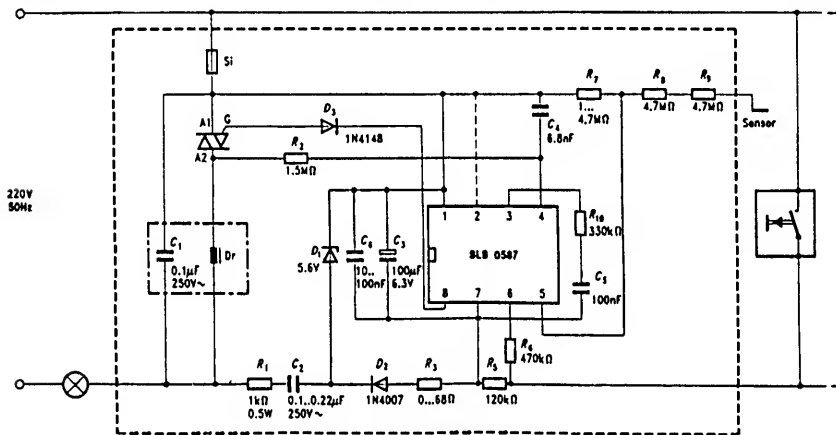 Si
R7
1...
4.7MΩ
R8
4.7MΩ
R9
4.7MΩ
Sensor
A1
G
A2
D3
1N4148
C4
6.8nF
R2
1.5MΩ
220V
50Hz
C1
0.1μF
250V~
Dr
D1
5.6V
C6
10..
100nF
C3
100μF
6.3V
1 2 3 4
SLB 0587
8 7 6 5
R10
330kΩ
C5
100nF
R6
470kΩ
R1
1kΩ
0.5W
C2
0.1..0.22μF
250V~
D2
1N4007
R3
0...68Ω
R5
120kΩ